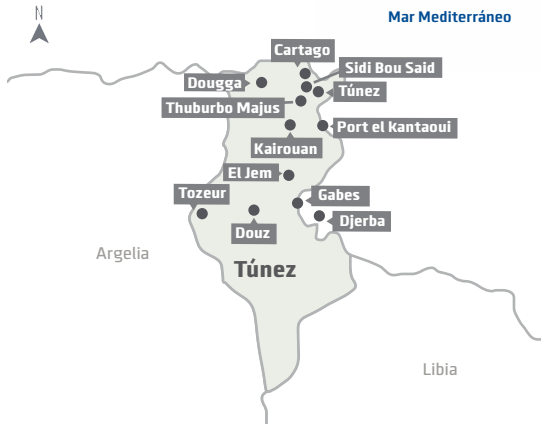 N
Mar Mediterráneo
Cartago
Sidi Bou Said
Dougga
Túnez
Thuburbo Majus
Port el kantaoui
Kairouan
El Jem
Tozeur
Gabes
Djerba
Douz
Argelia
Túnez
Libia